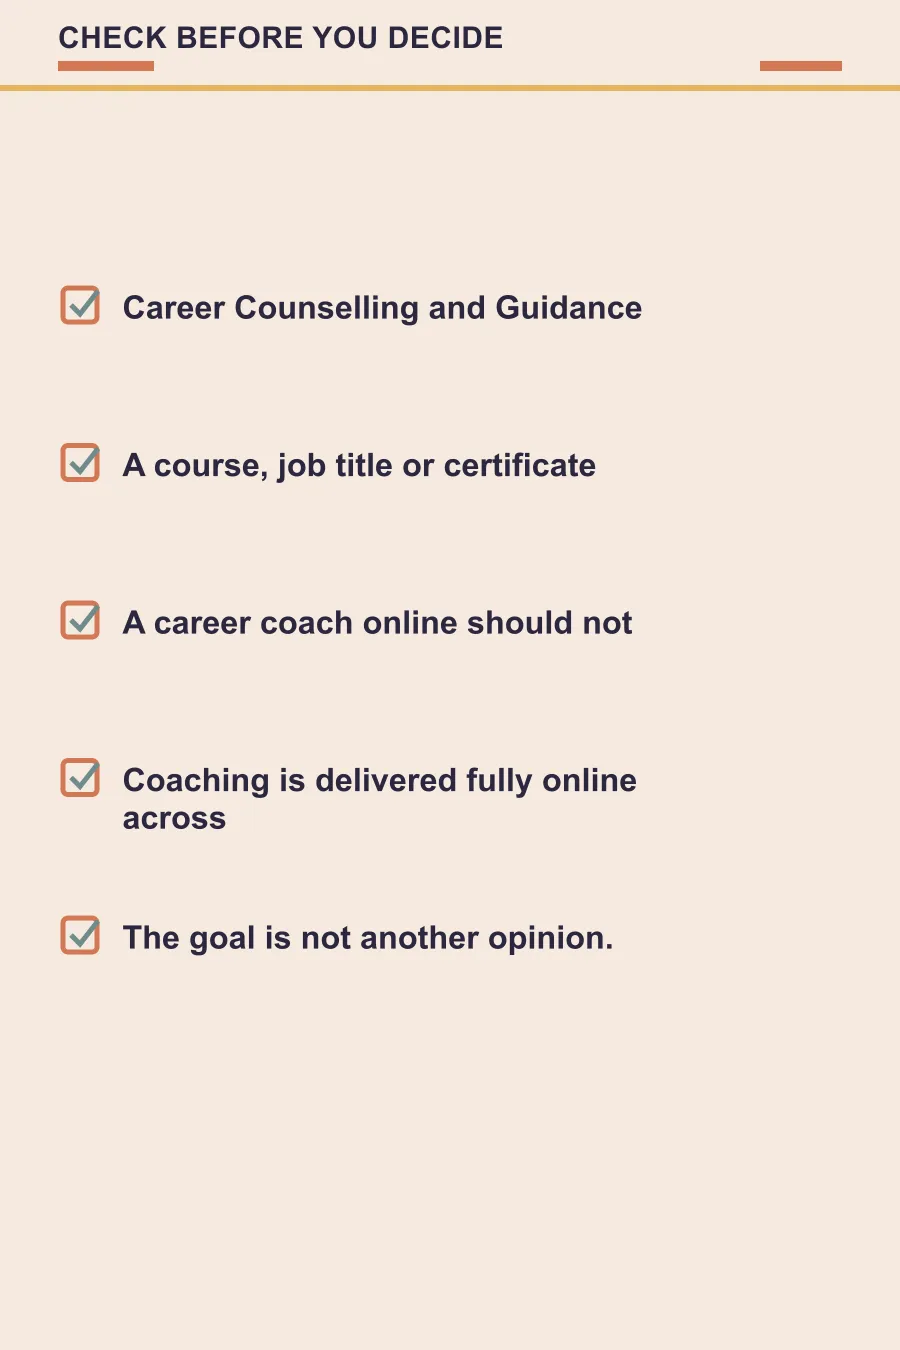 CHECK BEFORE YOU DECIDE
Career Counselling and Guidance
A course, job title or certificate
A career coach online should not
Coaching is delivered fully online
across
The goal is not another opinion.